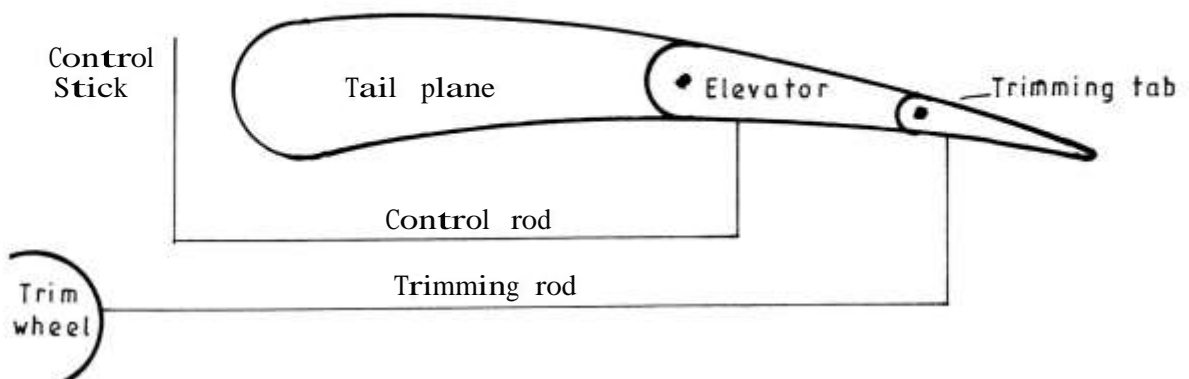 Control
Stick
Tail plane
Elevator
Trimming tab
Control rod
Trimming rod
Trim
wheel